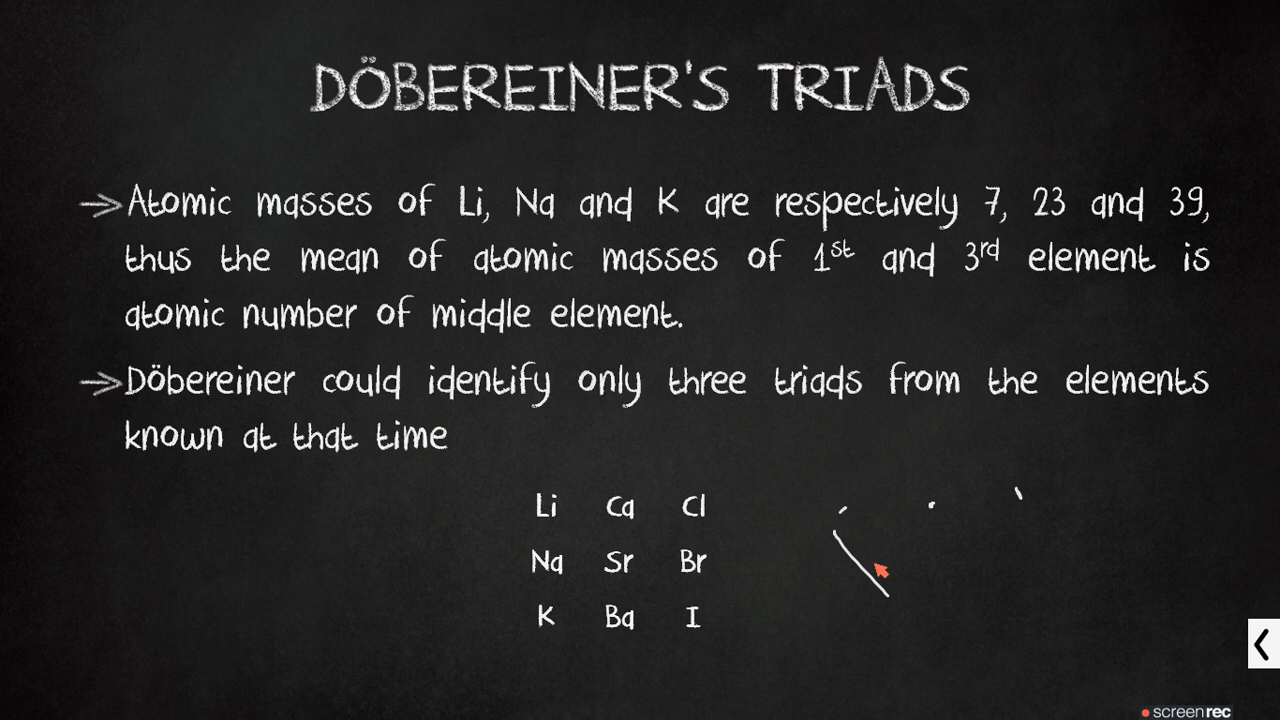 DÖBEREINER'S TRIADS
→Atomic masses of Li, Na and K are respectively 7, 23 and 39,
thus the mean of atomic masses of 1st and 3rd element is
atomic number of middle element.
→Döbereiner could identify only three triads from the elements
known at that time
Li Ca Cl
Na Sr Br
K Ba I
screenrec